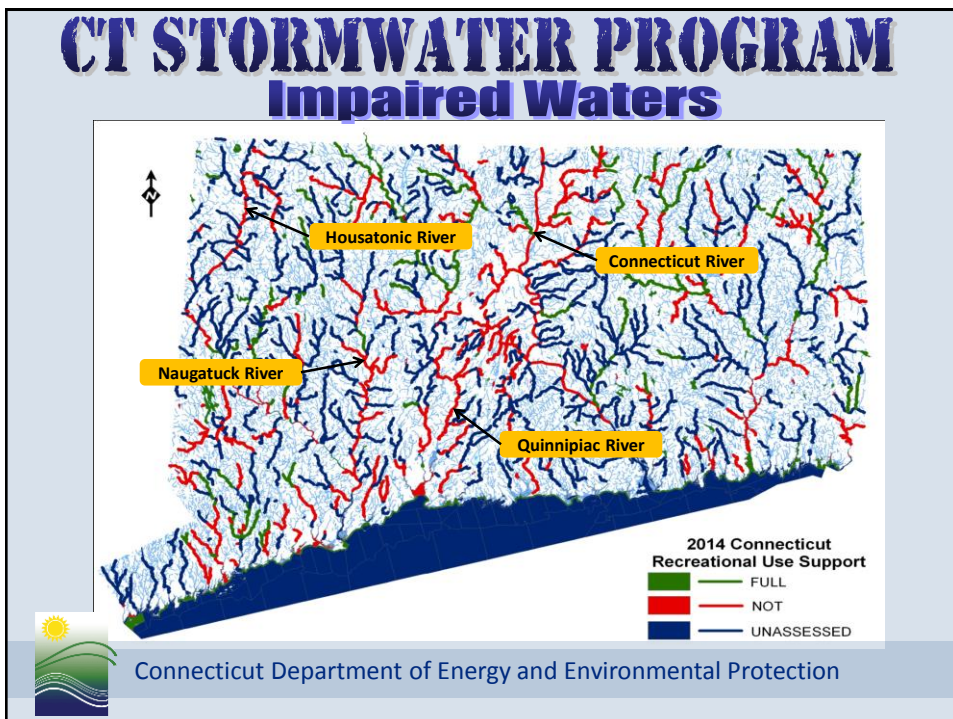 CT STORMWATER PROGRAM
Impaired Waters
N
Housatonic River
Connecticut River
Naugatuck River
Quinnipiac River
2014 Connecticut
Recreational Use Support
FULL
NOT
UNASSESSED
Connecticut Department of Energy and Environmental Protection